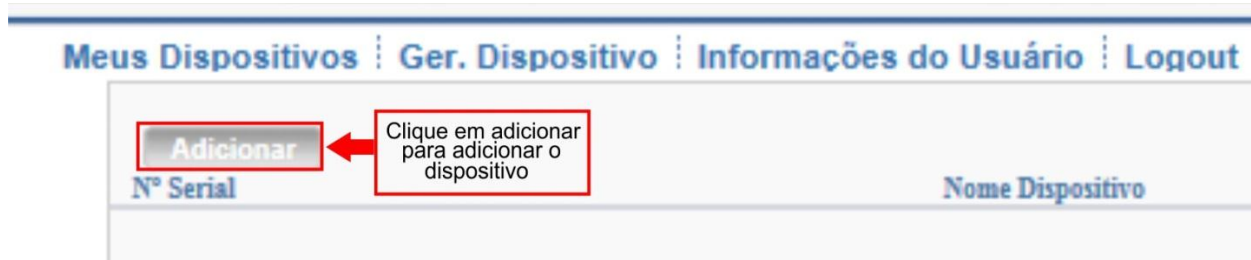 Meus Dispositivos Ger. Dispositivo Informações do Usuário Logout
Adicionar
Clique em adicionar
para adicionar o
dispositivo
Nº Serial Nome Dispositivo